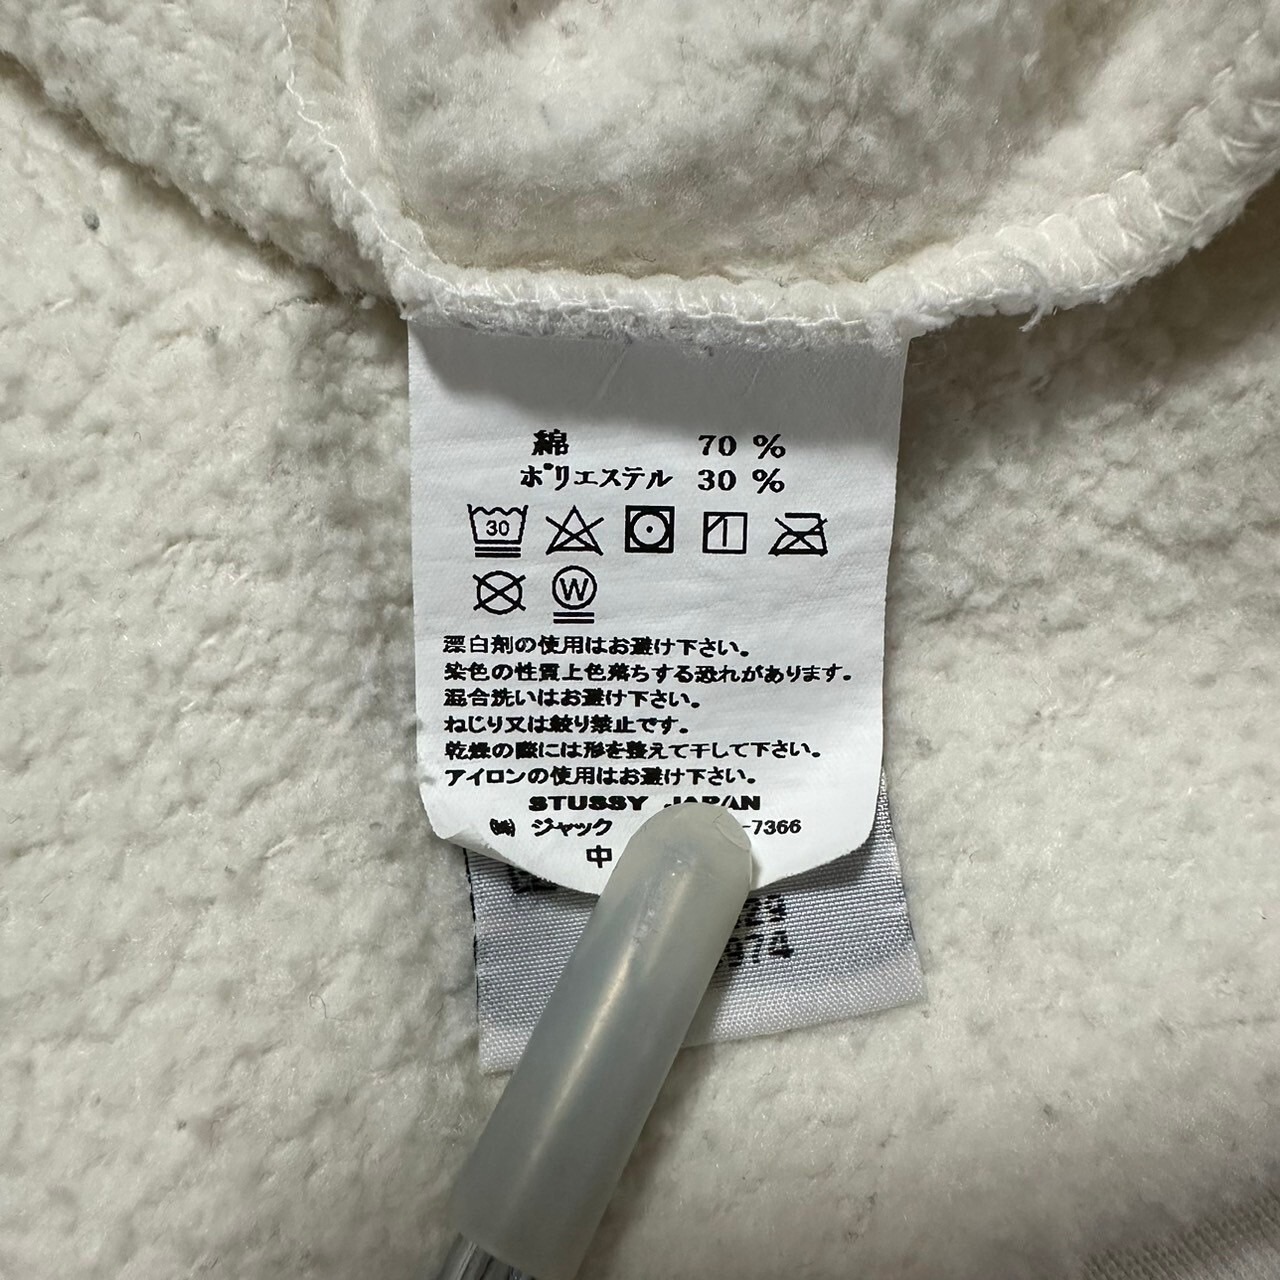 綿 70 %
ポリエステル 30 %
30
W
漂白剤の使用はお避け下さい。
染色の性質上色落ちする恐れがあります。
混合洗いはお避け下さい。
ねじり又は絞り禁止です。
乾燥の際には形を整えて干して下さい。
アイロンの使用はお避け下さい。
STUSSY JAPAN
㈱ ジャック -7366
中
29
974